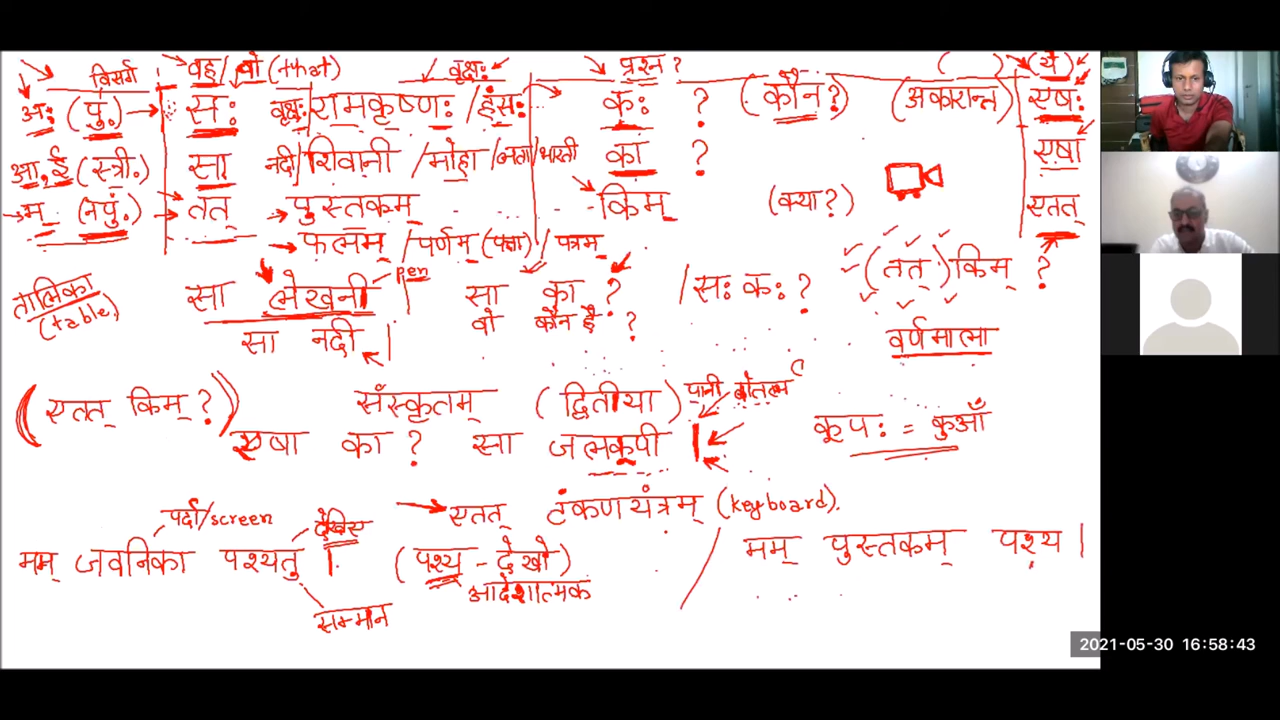 विसर्ग वह/वो (that) वृक्षः प्रश्न ? ( ) (ये)
अः (पुं.) सः वृक्षः/रामकृष्णः/हंसः कः ? (कौन?) (अकारान्त) एषः
आ,ई (स्त्री.) सा नदी/शिवानी/मोहा/लता/भारती का ? एषा
म् (नपुं.) तत् पुस्तकम् किम् (क्या?) एतत्
फलम्/पर्णम् (पत्ता)/पत्रम्
तालिका (table) सा लेखनी pen | सा का ? /सः कः ? (तत्) किम् ?
सा नदी | वो कौन है ? वर्णमाला
(एतत् किम् ?) सँस्कृतम् (द्वितीया) पानी बोतल
एषा का ? सा जलकूपी | कूपः = कुआँ
एतत् टंकणयंत्रम् (keyboard).
पर्दा/screen देखिए
मम् जवनिका पश्यतु | (पश्य - देखो) / मम् पुस्तकम् पश्य |
आदेशात्मक
सम्मान
2021-05-30 16:58:43